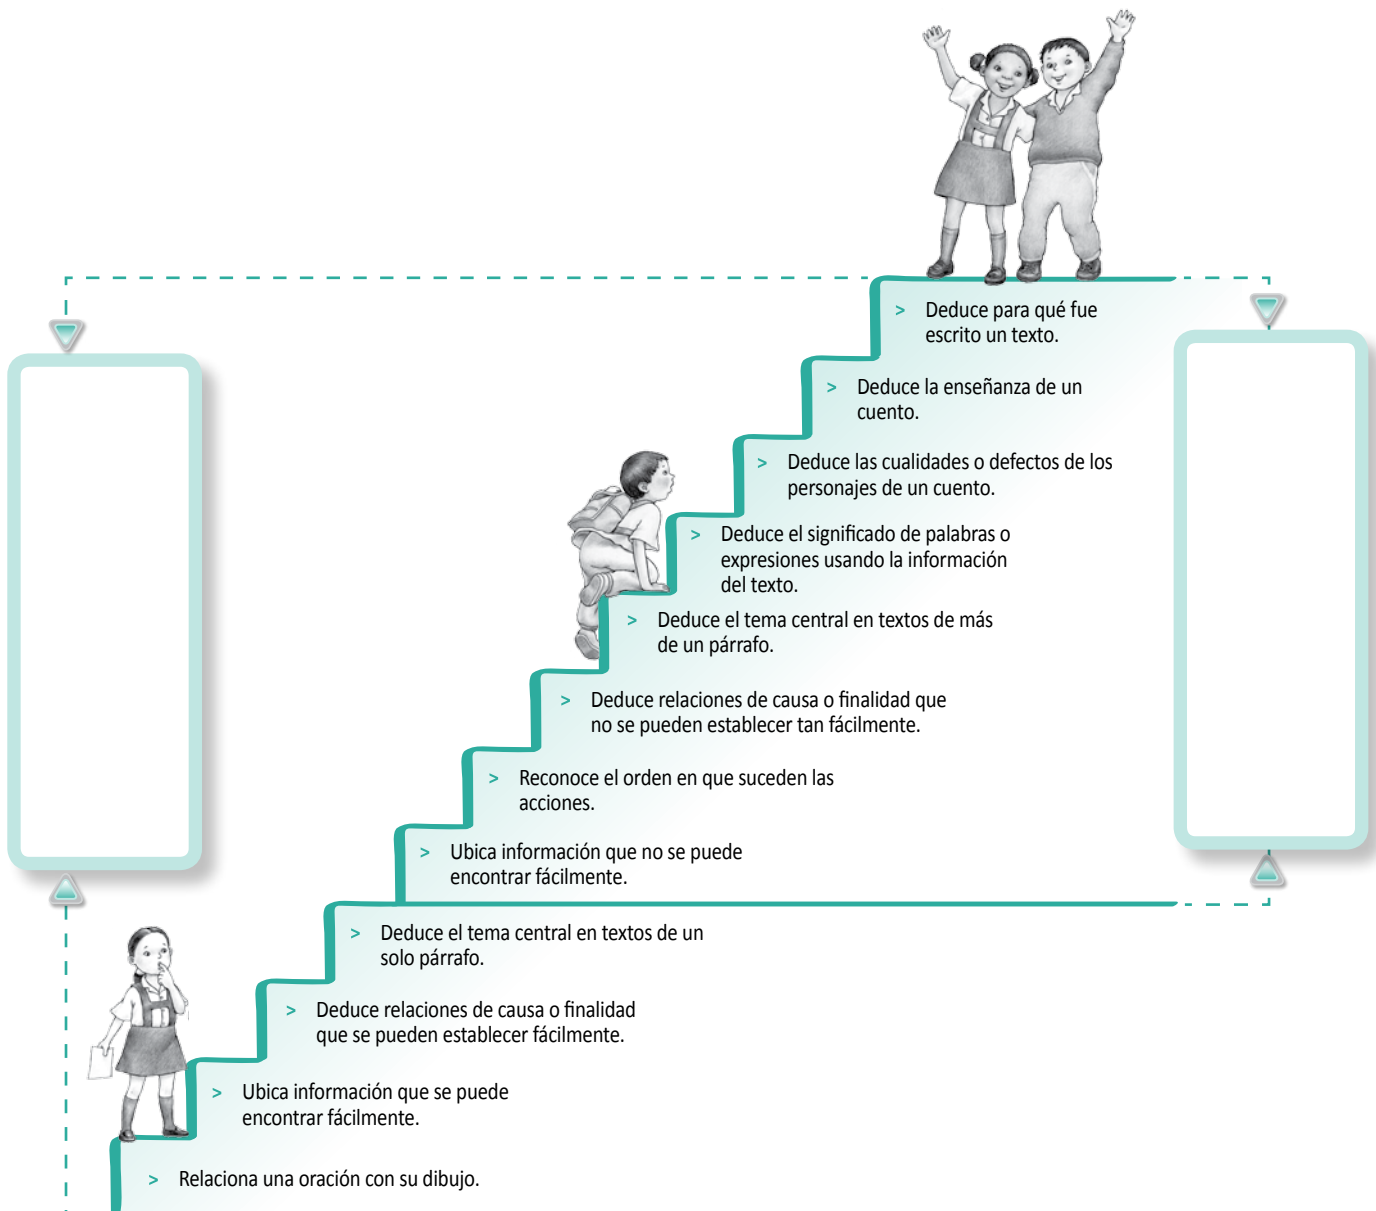 > Deduce para qué fue
escrito un texto.
> Deduce la enseñanza de un
cuento.
> Deduce las cualidades o defectos de los
personajes de un cuento.
> Deduce el significado de palabras o
expresiones usando la información
del texto.
> Deduce el tema central en textos de más
de un párrafo.
> Deduce relaciones de causa o finalidad que
no se pueden establecer tan fácilmente.
> Reconoce el orden en que suceden las
acciones.
> Ubica información que no se puede
encontrar fácilmente.
> Deduce el tema central en textos de un
solo párrafo.
> Deduce relaciones de causa o finalidad
que se pueden establecer fácilmente.
> Ubica información que se puede
encontrar fácilmente.
> Relaciona una oración con su dibujo.